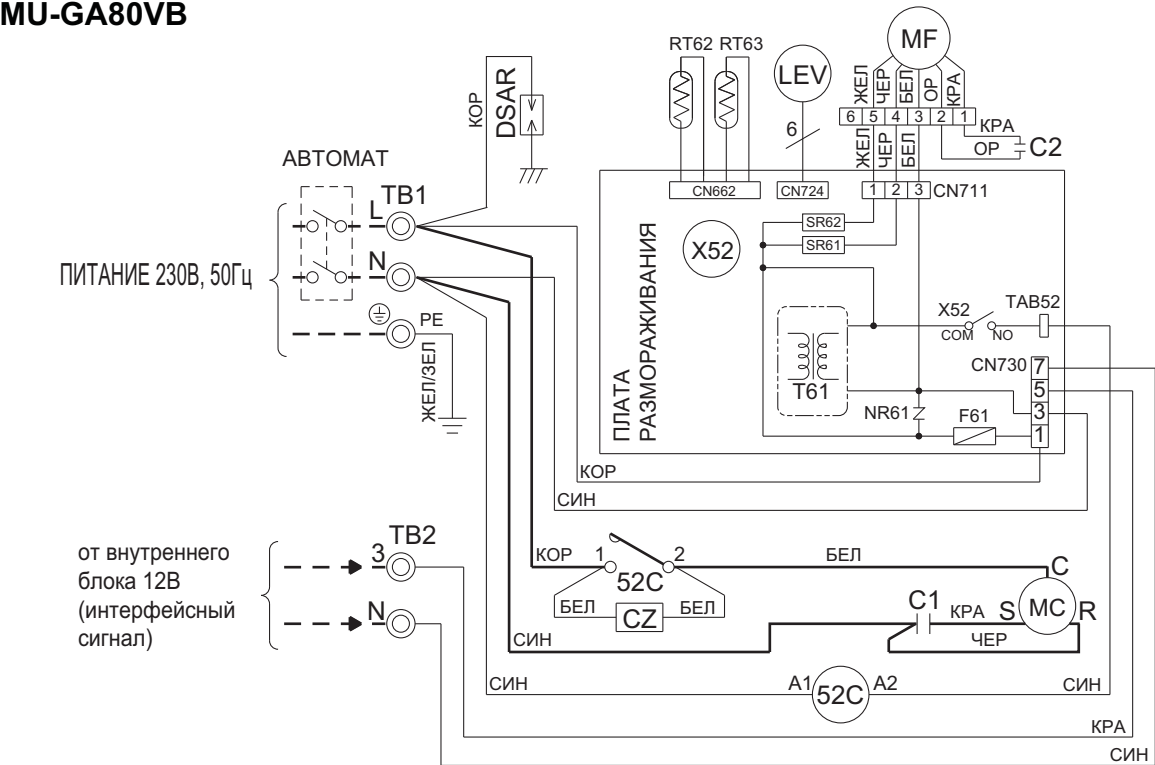 MU-GA80VB
RT62 RT63
LEV
MF
ЖЕЛ
ЧЕР
БЕЛ
ОР
КРА
6 5 4 3 2 1
КРА
ОР
C2
6
ЖЕЛ
ЧЕР
БЕЛ
КОР
DSAR
АВТОМАТ
TB1
L
N
PE
ЖЕЛ/ЗЕЛ
ПИТАНИЕ 230В, 50Гц
CN662
CN724
1 2 3
CN711
ПЛАТА
РАЗМОРАЖИВАНИЯ
X52
SR62
SR61
X52
TAB52
COM
NO
T61
CN730
7
5
3
1
NR61
F61
КОР
СИН
от внутреннего
блока 12В
(интерфейсный
сигнал)
TB2
3
N
КОР
1
2
52C
БЕЛ
БЕЛ
CZ
БЕЛ
C
MC
S
R
C1
КРА
ЧЕР
СИН
СИН
A1
52C
A2
СИН
КРА
СИН